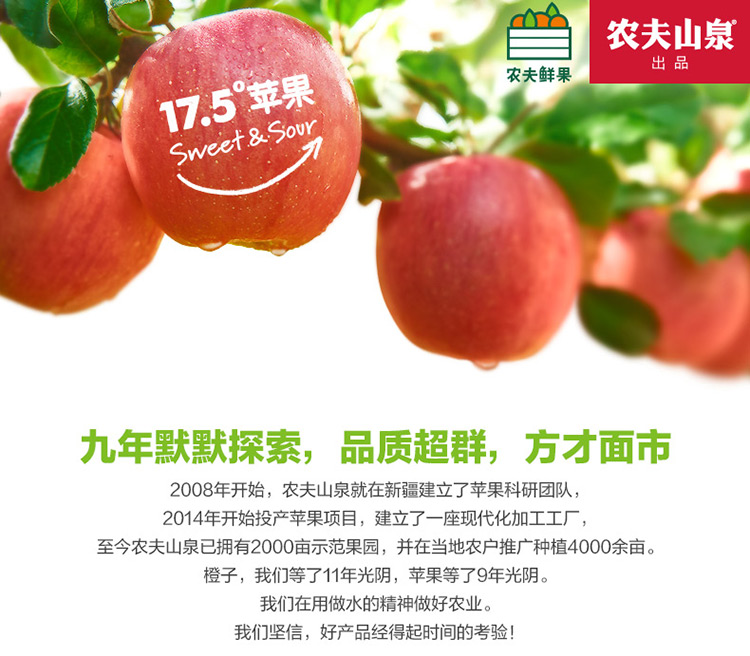 农夫鲜果
农夫山泉®
出品
17.5°苹果
Sweet & Sour
九年默默探索，品质超群，方才面市
2008年开始，农夫山泉就在新疆建立了苹果科研团队，
2014年开始投产苹果项目，建立了一座现代化加工工厂，
至今农夫山泉已拥有2000亩示范果园，并在当地农户推广种植4000余亩。
橙子，我们等了11年光阴，苹果等了9年光阴。
我们在用做水的精神做好农业。
我们坚信，好产品经得起时间的考验！